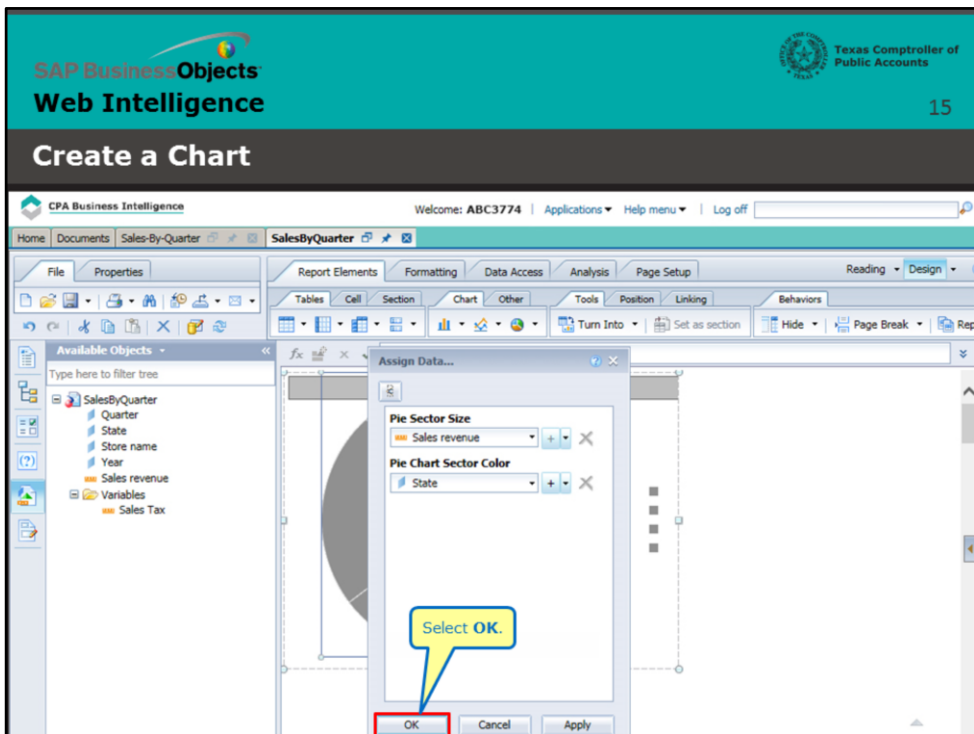 SAP BusinessObjects
Web Intelligence
Texas Comptroller of
Public Accounts
15
Create a Chart
CPA Business Intelligence
Welcome: ABC3774 | Applications Help menu | Log off
Home Documents Sales-By-Quarter SalesByQuarter
File Properties
Report Elements Formatting Data Access Analysis Page Setup
Reading Design
Tables Cell Section Chart Other Tools Position Linking Behaviors
Turn Into Set as section Hide Page Break Rep
Available Objects
Type here to filter tree
SalesByQuarter
Quarter
State
Store name
Year
Sales revenue
Variables
Sales Tax
Assign Data...
Pie Sector Size
Sales revenue
Pie Chart Sector Color
State
Select OK.
OK Cancel Apply